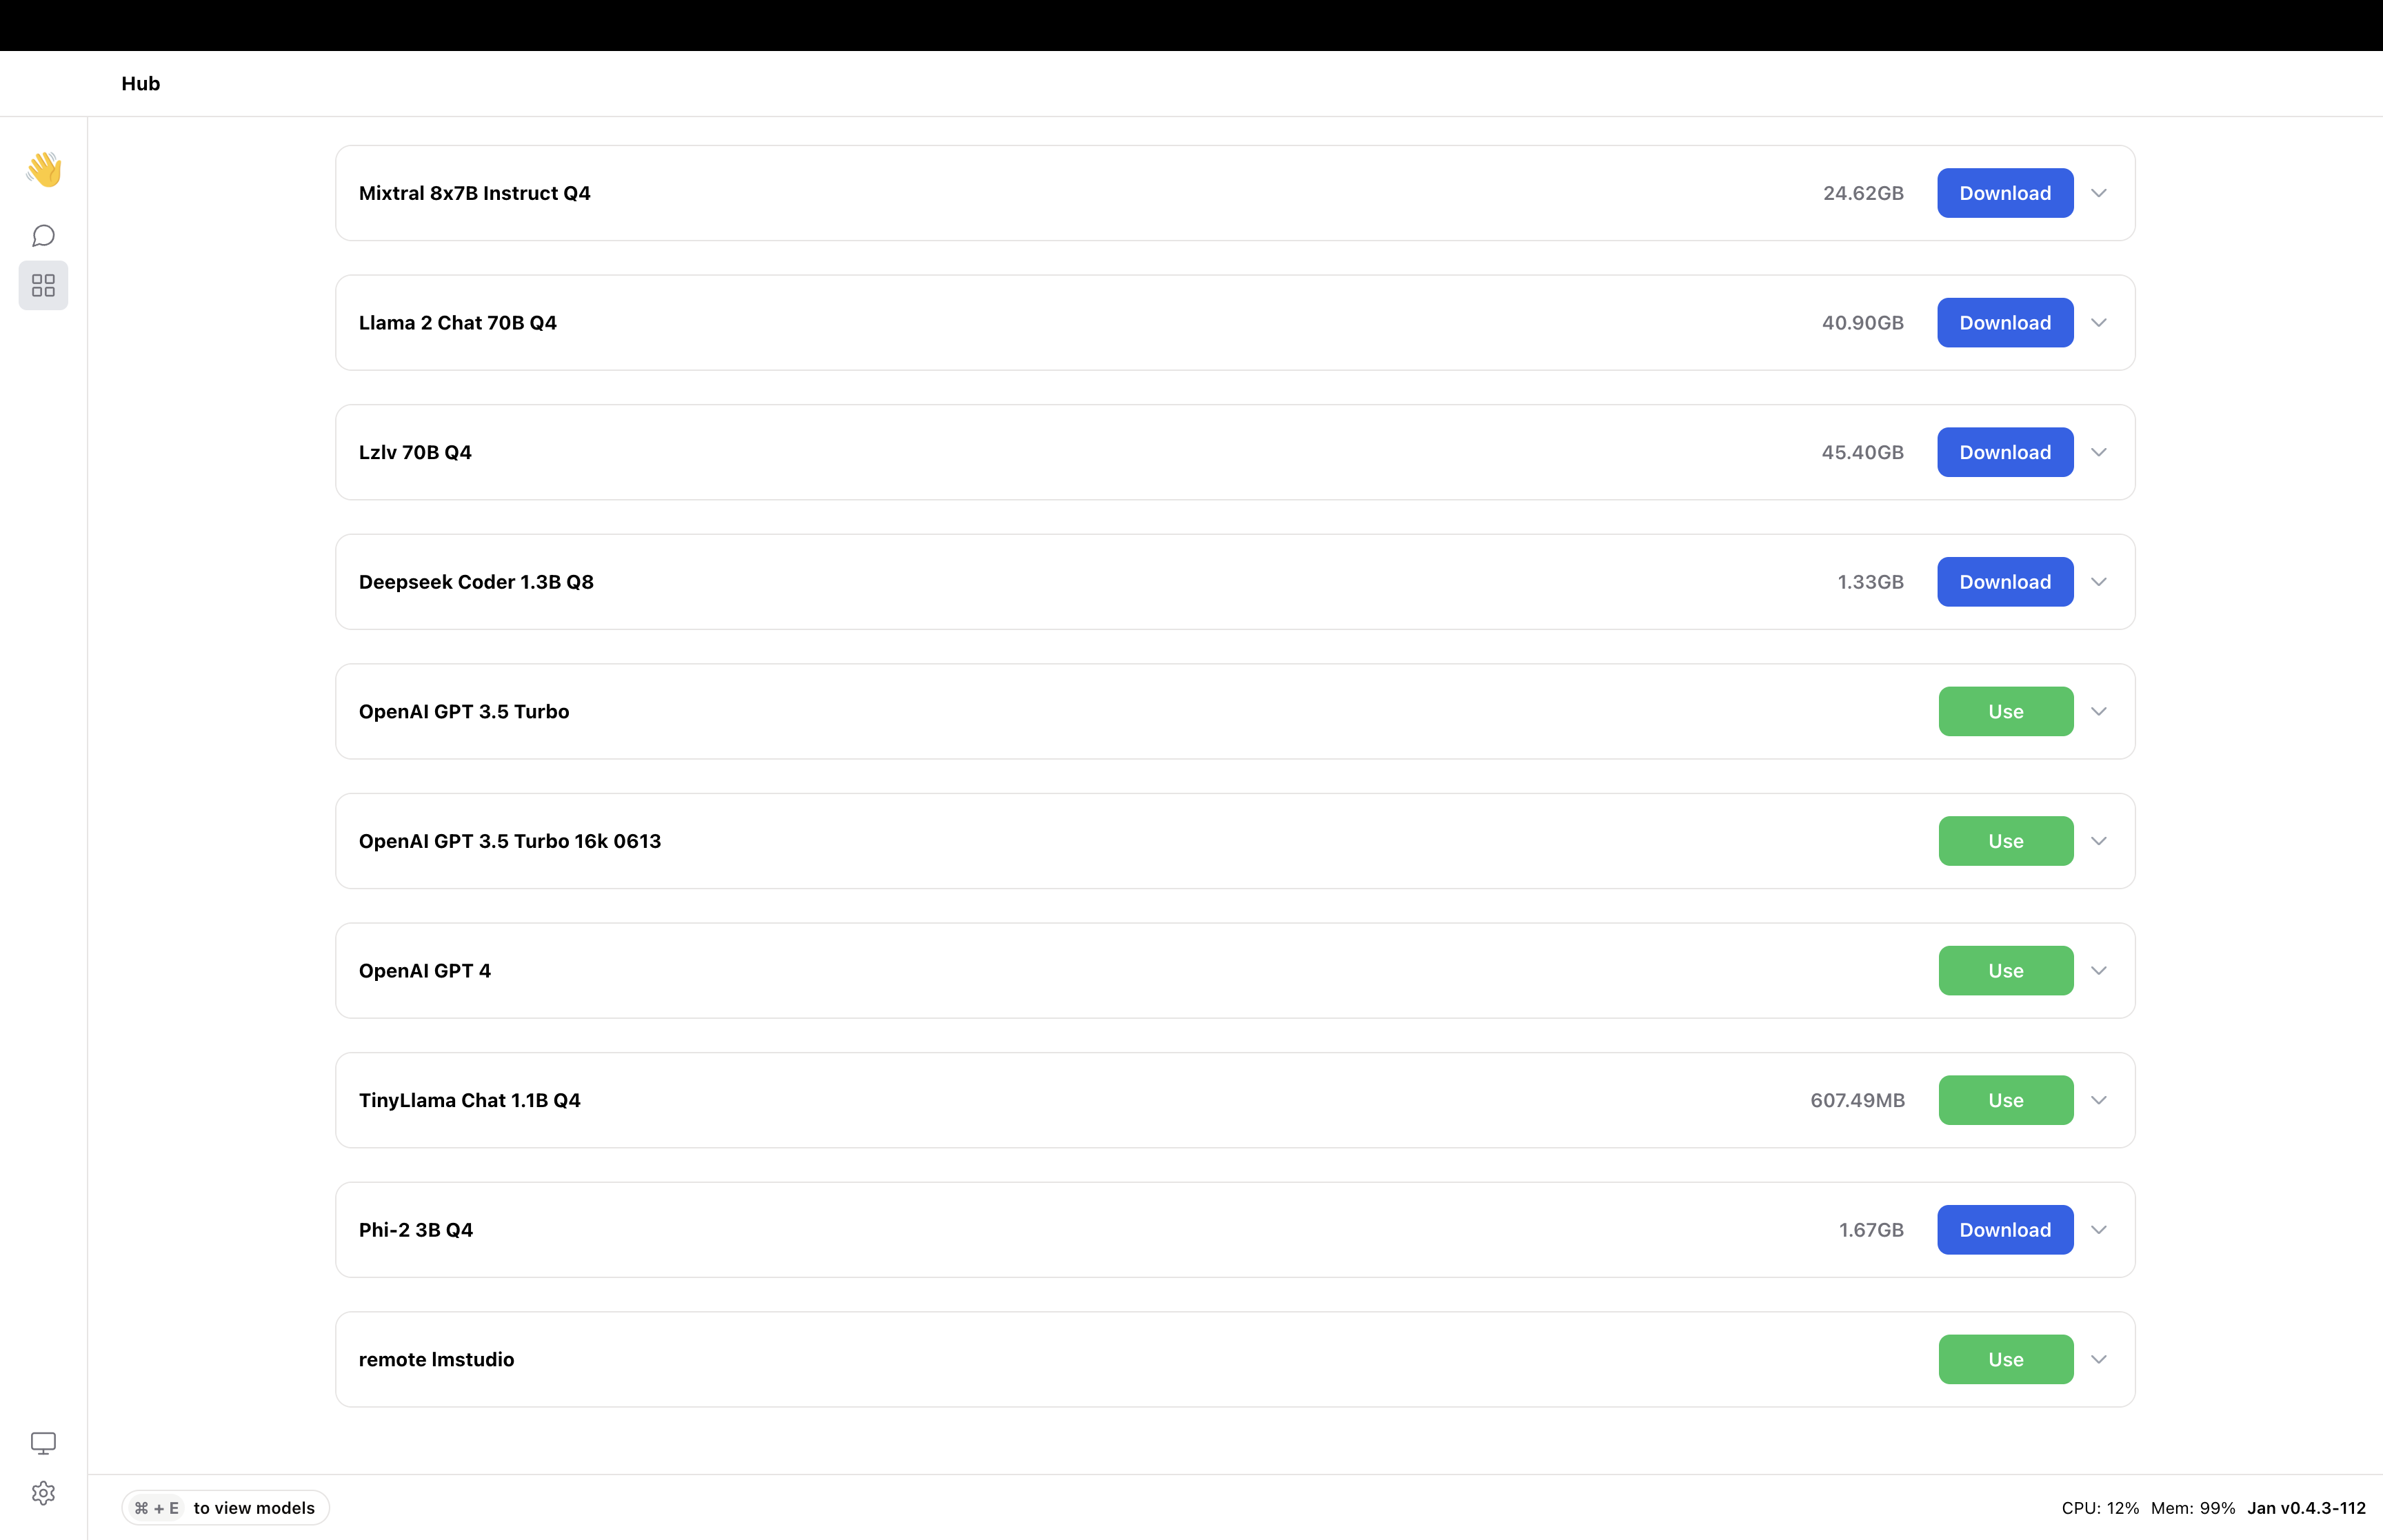 Hub
Mixtral 8x7B Instruct Q4 24.62GB Download
Llama 2 Chat 70B Q4 40.90GB Download
Lzlv 70B Q4 45.40GB Download
Deepseek Coder 1.3B Q8 1.33GB Download
OpenAI GPT 3.5 Turbo Use
OpenAI GPT 3.5 Turbo 16k 0613 Use
OpenAI GPT 4 Use
TinyLlama Chat 1.1B Q4 607.49MB Use
Phi-2 3B Q4 1.67GB Download
remote lmstudio Use
⌘ + E to view models CPU: 12% Mem: 99% Jan v0.4.3-112